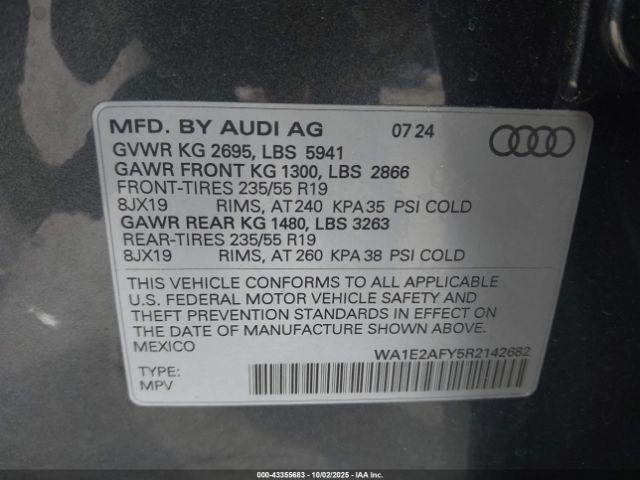 MFD. BY AUDI AG 07 24
GVWR KG 2695, LBS 5941
GAWR FRONT KG 1300, LBS 2866
FRONT-TIRES 235/55 R19
8JX19 RIMS, AT 240 KPA 35 PSI COLD
GAWR REAR KG 1480, LBS 3263
REAR-TIRES 235/55 R19
8JX19 RIMS, AT 260 KPA 38 PSI COLD
THIS VEHICLE CONFORMS TO ALL APPLICABLE
U.S. FEDERAL MOTOR VEHICLE SAFETY AND
THEFT PREVENTION STANDARDS IN EFFECT ON
THE DATE OF MANUFACTURE SHOWN ABOVE.
MEXICO WA1E2AFY5R2142682
TYPE:
MPV
000-43355683 | 10/02/2025 | IAAI.com